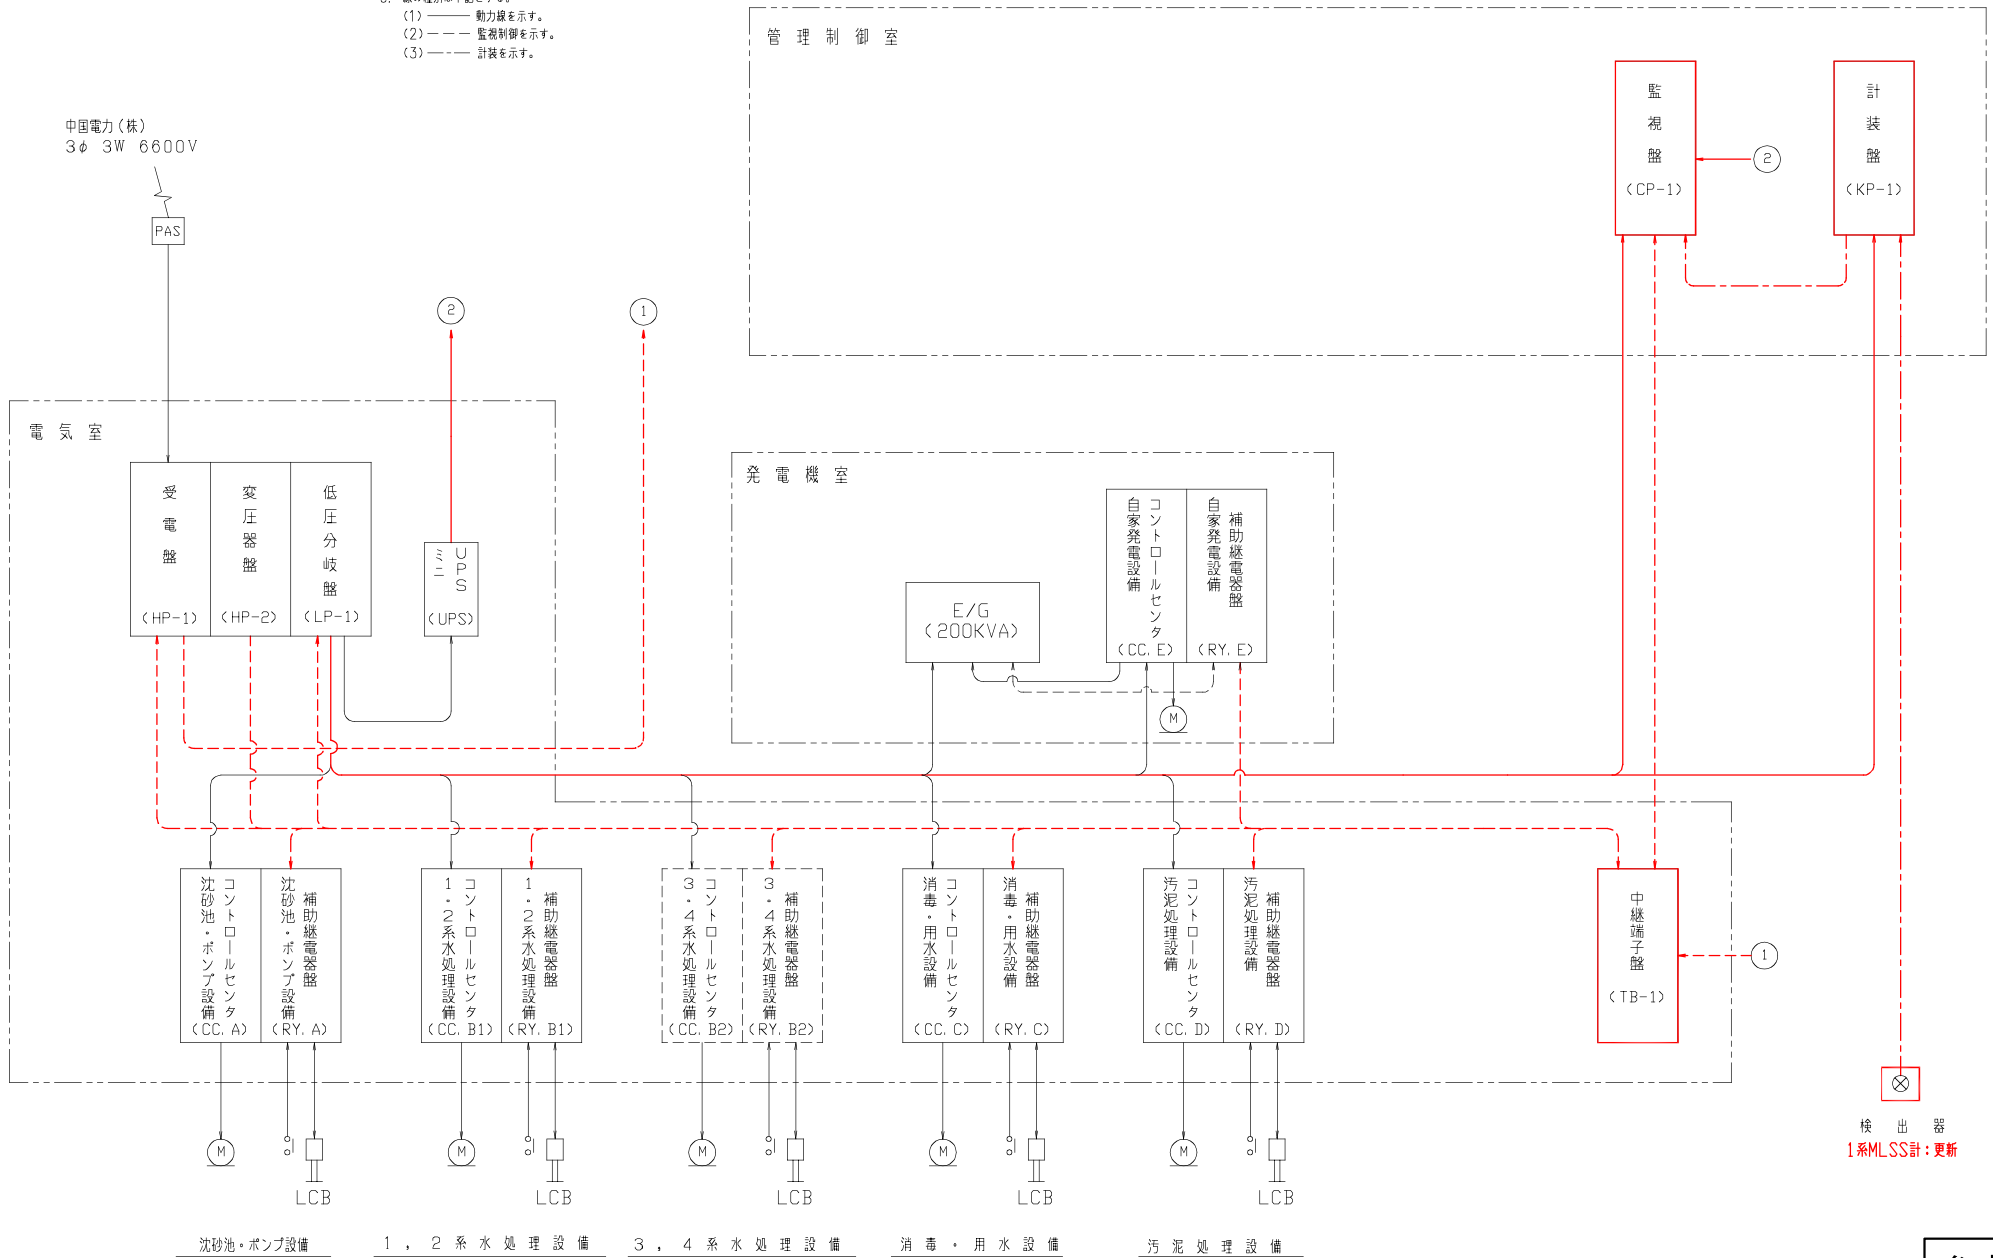 (1) 動力線を示す。
(2) 監視制御を示す。
(3) 計装を示す。
管理制御室
監視盤
(CP-1)
計装盤
(KP-1)
2
中国電力(株)
3φ 3W 6600V
PAS
2
1
電気室
受電盤
(HP-1)
変圧器盤
(HP-2)
低圧分岐盤
(LP-1)
UPS
ミニ
(UPS)
発電機室
E/G
(200KVA)
コントロールセンタ
自家発電設備
(CC. E)
補助継電器盤
自家発電設備
(RY. E)
M
コントロールセンタ
沈砂池・ポンプ設備
(CC. A)
補助継電器盤
沈砂池・ポンプ設備
(RY. A)
コントロールセンタ
1・2系水処理設備
(CC. B1)
補助継電器盤
1・2系水処理設備
(RY. B1)
コントロールセンタ
3・4系水処理設備
(CC. B2)
補助継電器盤
3・4系水処理設備
(RY. B2)
コントロールセンタ
消毒・用水設備
(CC. C)
補助継電器盤
消毒・用水設備
(RY. C)
コントロールセンタ
汚泥処理設備
(CC. D)
補助継電器盤
汚泥処理設備
(RY. D)
中継端子盤
(TB-1)
1
検出器
1系MLSS計:更新
M
LCB
M
LCB
M
LCB
M
LCB
M
LCB
沈砂池・ポンプ設備
1,2系水処理設備
3,4系水処理設備
消毒・用水設備
汚泥処理設備